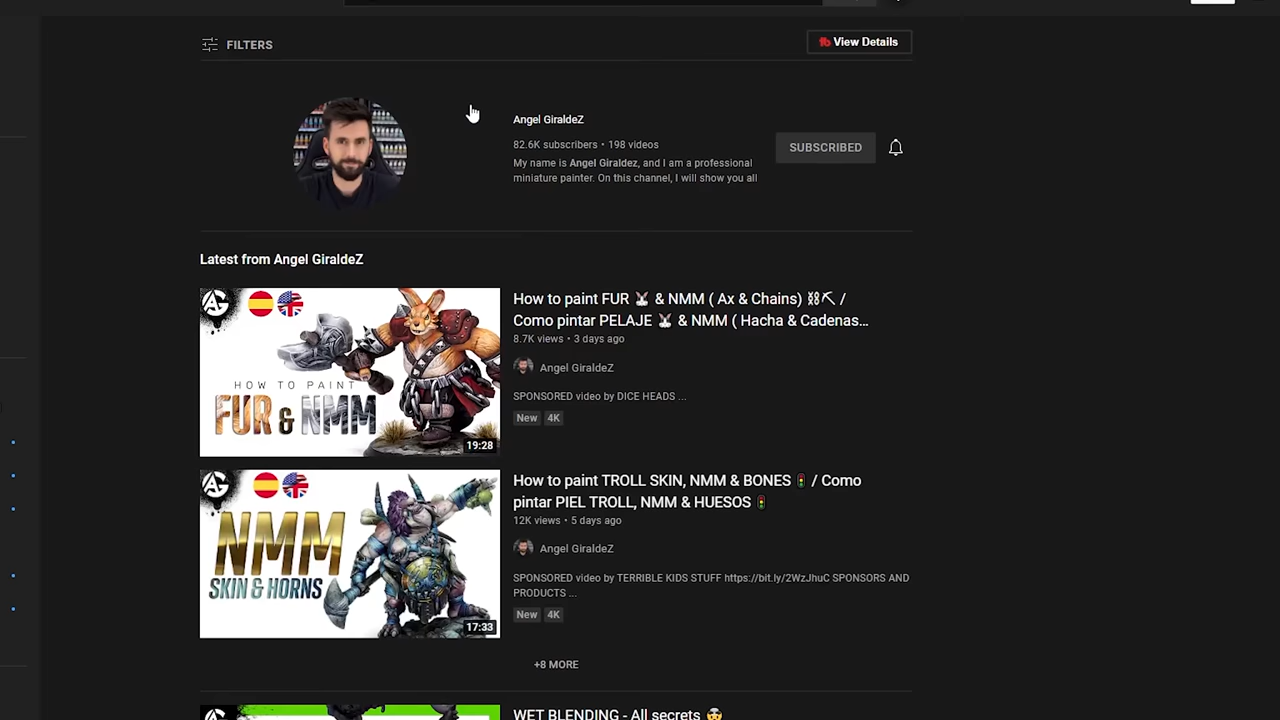 FILTERS
View Details
Angel GiraldeZ
82.6K subscribers • 198 videos
SUBSCRIBED
My name is Angel Giraldez, and I am a professional
miniature painter. On this channel, I will show you all
Latest from Angel GiraldeZ
AG
HOW TO PAINT
FUR & NMM
19:28
How to paint FUR 🐰 & NMM ( Ax & Chains) ⛓⛏ /
Como pintar PELAJE 🐰 & NMM ( Hacha & Cadenas...
8.7K views • 3 days ago
Angel GiraldeZ
SPONSORED video by DICE HEADS ...
New 4K
AG
NMM
SKIN & HORNS
17:33
How to paint TROLL SKIN, NMM & BONES 🚦 / Como
pintar PIEL TROLL, NMM & HUESOS 🚦
12K views • 5 days ago
Angel GiraldeZ
SPONSORED video by TERRIBLE KIDS STUFF https://bit.ly/2WzJhuC SPONSORS AND
PRODUCTS ...
New 4K
+8 MORE
WET BLENDING - All secrets